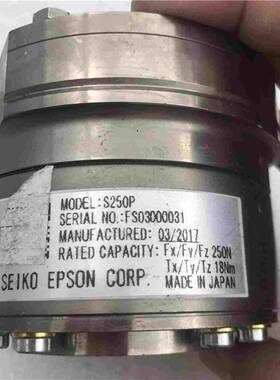 MODEL:S250P
SERIAL NO.:FS03000031
MANUFACTURED: 03/2017
RATED CAPACITY: Fx/Fy/Fz 250N
Tx/Ty/Tz 18Nm
SEIKO EPSON CORP. MADE IN JAPAN